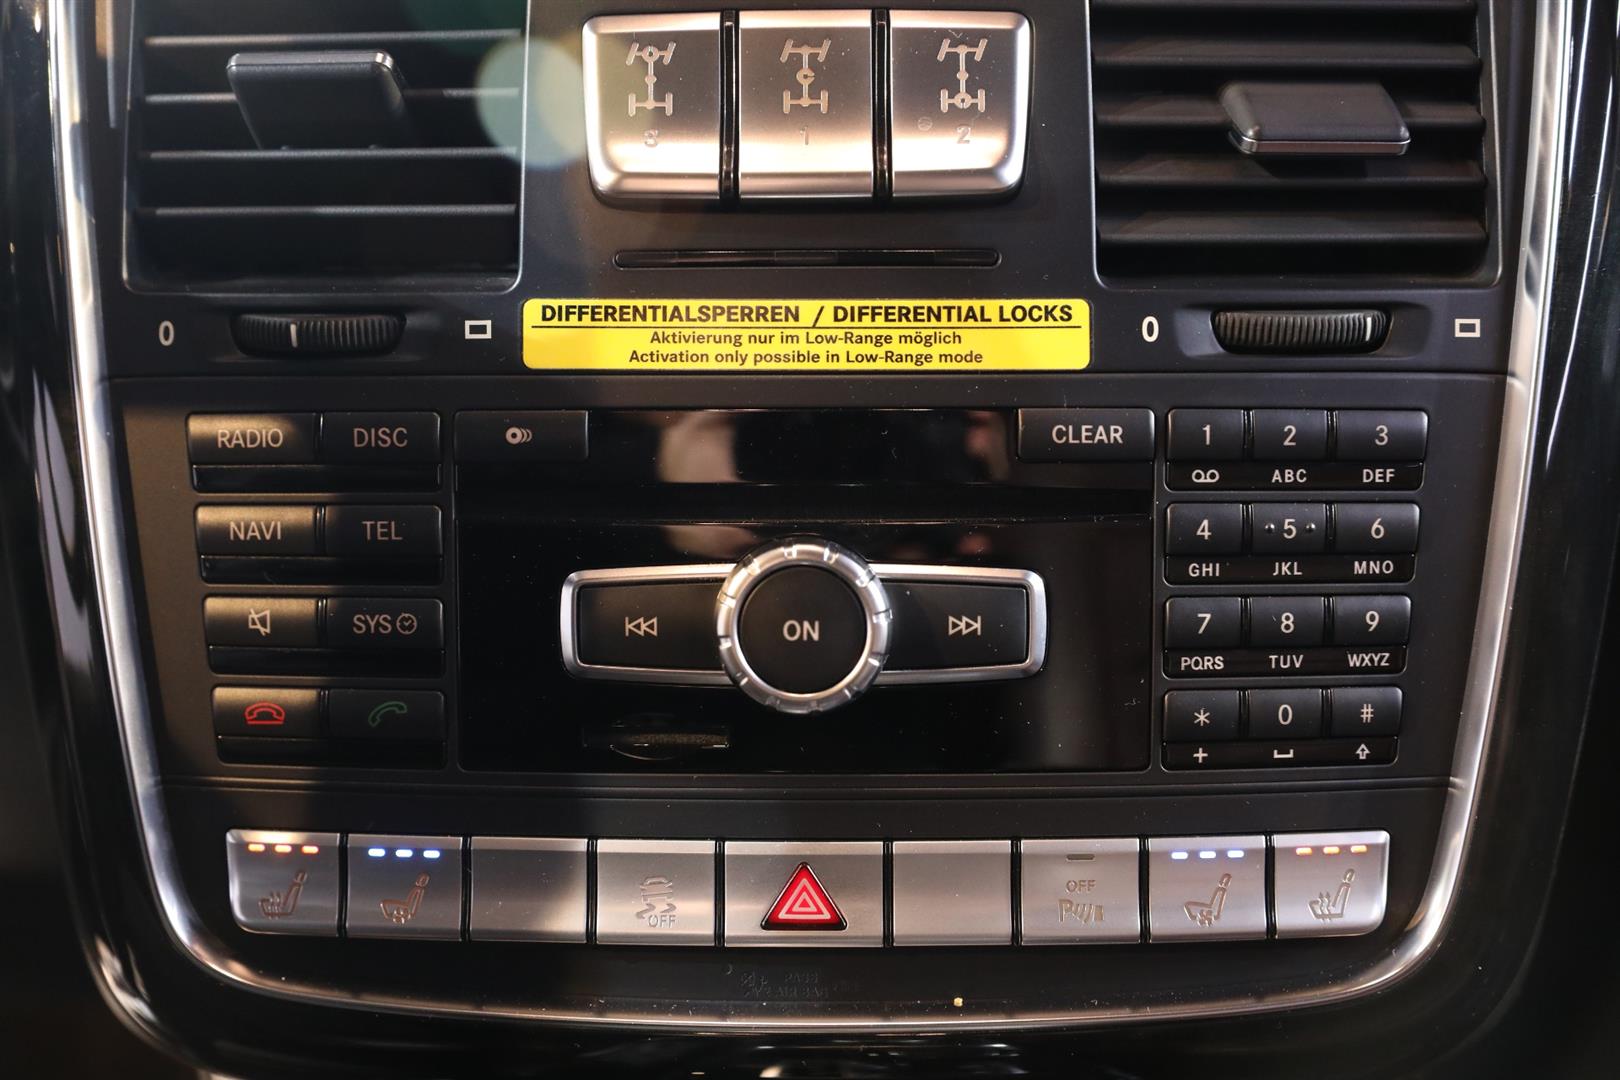 3 1 2
DIFFERENTIALSPERREN / DIFFERENTIAL LOCKS
Aktivierung nur im Low-Range möglich
Activation only possible in Low-Range mode
0
0
RADIO DISC
CLEAR
1 2 3
ABC DEF
NAVI TEL
4 5 6
GHI JKL MNO
SYS
ON
7 8 9
PQRS TUV WXYZ
* 0 #
+
OFF
OFF